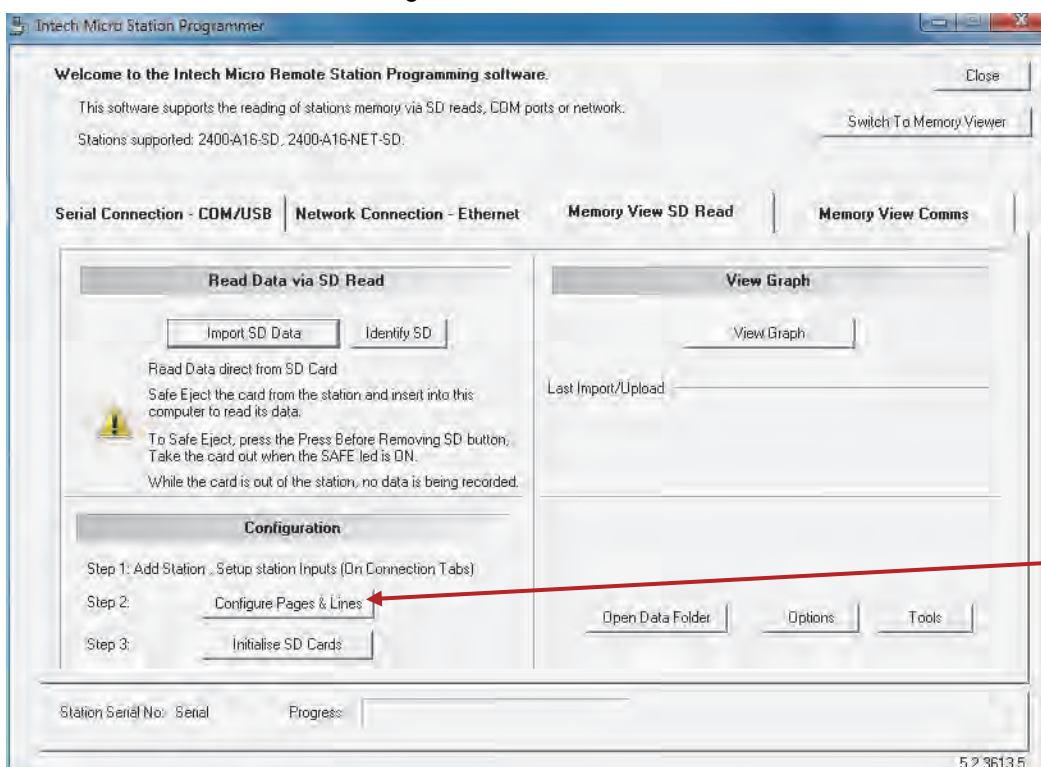 Intech Micro Station Programmer
Welcome to the Intech Micro Remote Station Programming software.
Close
This software supports the reading of stations memory via SD reads, COM ports or network.
Switch To Memory Viewer
Stations supported: 2400-A16-SD, 2400-A16-NET-SD.
Serial Connection - COM/USB
Network Connection - Ethernet
Memory View SD Read
Memory View Comms
Read Data via SD Read
Import SD Data
Identify SD
Read Data direct from SD Card
Safe Eject the card from the station and insert into this
computer to read its data.
To Safe Eject, press the Press Before Removing SD button,
Take the card out when the SAFE led is ON.
While the card is out of the station, no data is being recorded.
View Graph
View Graph
Last Import/Upload
Configuration
Step 1: Add Station . Setup station Inputs (On Connection Tabs)
Step 2:
Configure Pages & Lines
Step 3:
Initialise SD Cards
Open Data Folder
Options
Tools
Station Serial No: Serial
Progress:
5.2.3613.5